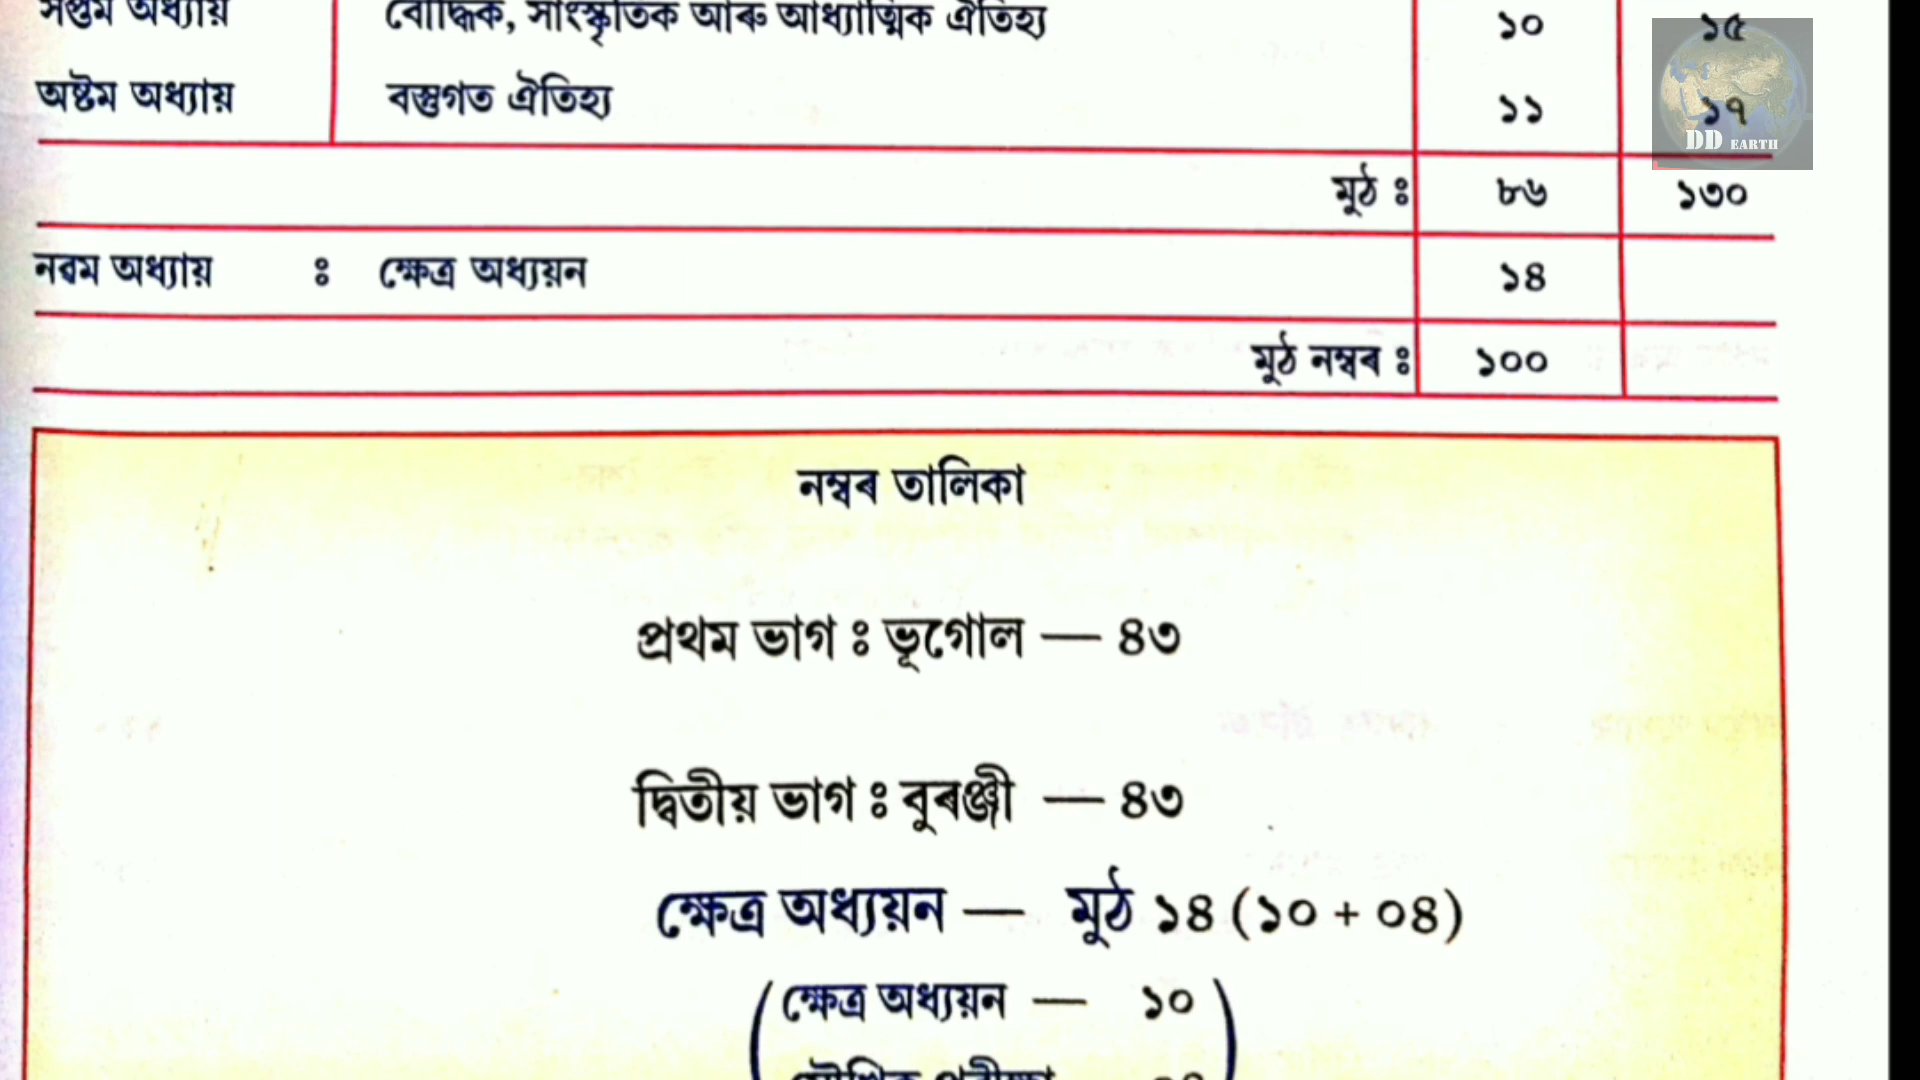 সপ্তম অধ্যায় বৌদ্ধিক, সাংস্কৃতিক আৰু আধ্যাত্মিক ঐতিহ্য ১০ ১৫
অষ্টম অধ্যায় বস্তুগত ঐতিহ্য ১১ ১৭
DD EARTH
মুঠ ঃ ৮৬ ১৩০
নৱম অধ্যায় ঃ ক্ষেত্ৰ অধ্যয়ন ১৪
মুঠ নম্বৰ ঃ ১০০
নম্বৰ তালিকা
প্ৰথম ভাগ ঃ ভূগোল — ৪৩
দ্বিতীয় ভাগ ঃ বুৰঞ্জী — ৪৩
ক্ষেত্ৰ অধ্যয়ন — মুঠ ১৪ (১০ + ০৪)
(ক্ষেত্ৰ অধ্যয়ন — ১০)